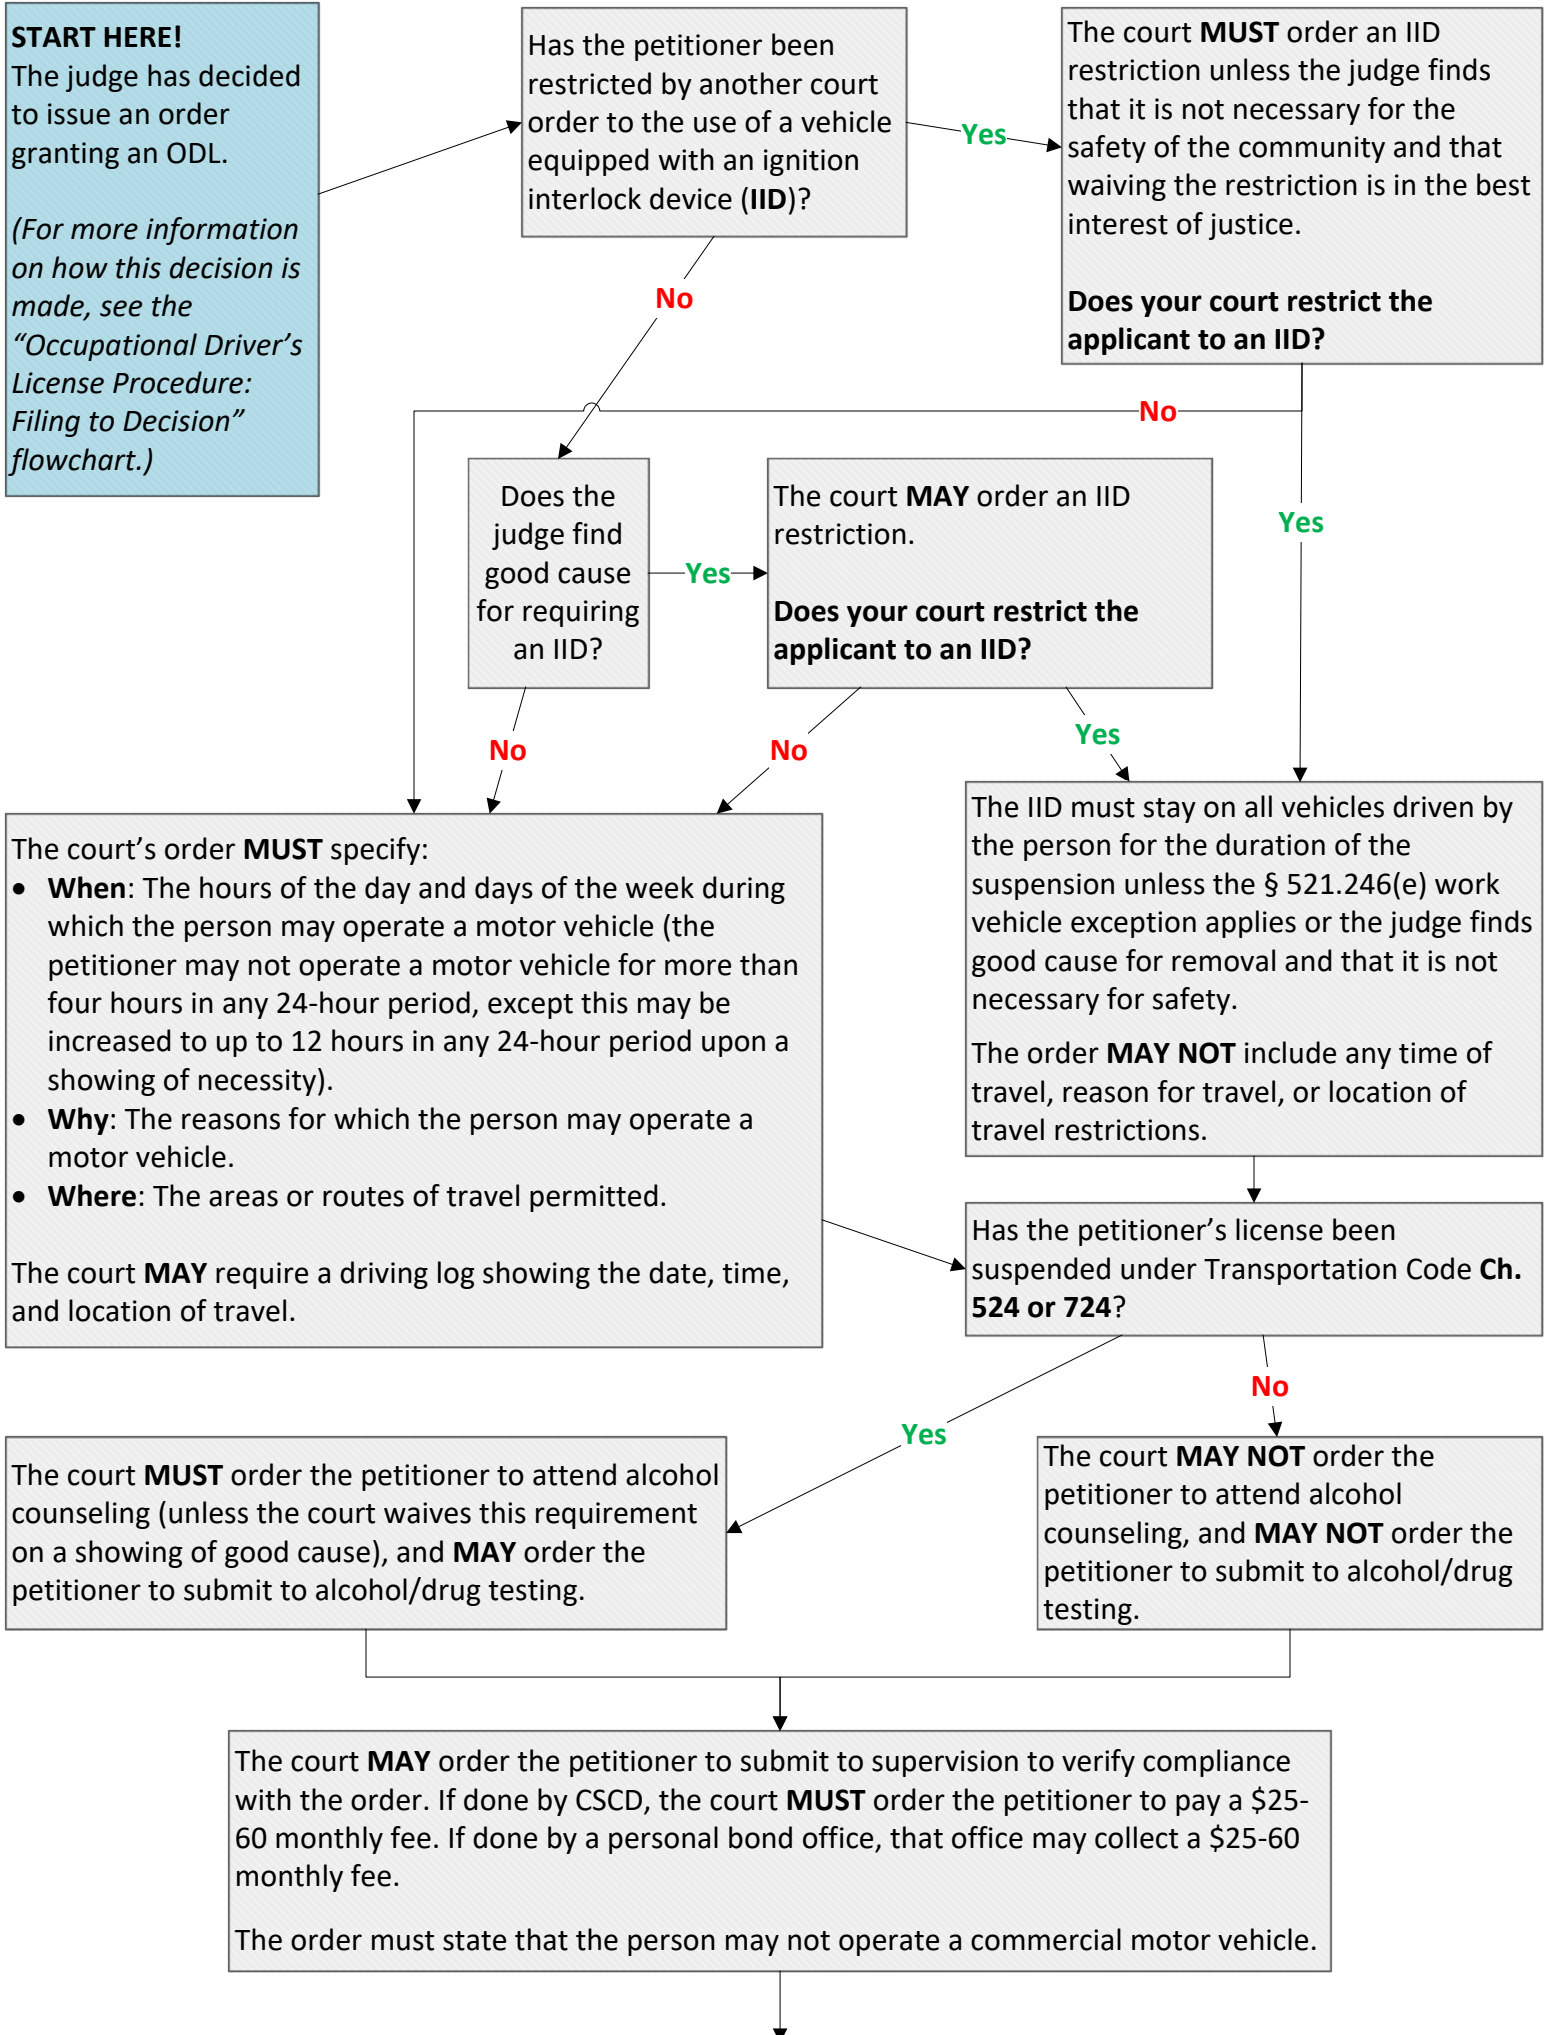 START HERE!
The judge has decided
to issue an order
granting an ODL.
(For more information
on how this decision is
made, see the
“Occupational Driver’s
License Procedure:
Filing to Decision”
flowchart.)
Has the petitioner been
restricted by another court
order to the use of a vehicle
equipped with an ignition
interlock device (IID)?
Yes
The court MUST order an IID
restriction unless the judge finds
that it is not necessary for the
safety of the community and that
waiving the restriction is in the best
interest of justice.
Does your court restrict the
applicant to an IID?
No
No
Yes
Does the
judge find
good cause
for requiring
an IID?
Yes
The court MAY order an IID
restriction.
Does your court restrict the
applicant to an IID?
No
No
Yes
The court’s order MUST specify:
• When: The hours of the day and days of the week during
which the person may operate a motor vehicle (the
petitioner may not operate a motor vehicle for more than
four hours in any 24-hour period, except this may be
increased to up to 12 hours in any 24-hour period upon a
showing of necessity).
• Why: The reasons for which the person may operate a
motor vehicle.
• Where: The areas or routes of travel permitted.
The court MAY require a driving log showing the date, time,
and location of travel.
The IID must stay on all vehicles driven by
the person for the duration of the
suspension unless the § 521.246(e) work
vehicle exception applies or the judge finds
good cause for removal and that it is not
necessary for safety.
The order MAY NOT include any time of
travel, reason for travel, or location of
travel restrictions.
Has the petitioner’s license been
suspended under Transportation Code Ch.
524 or 724?
Yes
No
The court MUST order the petitioner to attend alcohol
counseling (unless the court waives this requirement
on a showing of good cause), and MAY order the
petitioner to submit to alcohol/drug testing.
The court MAY NOT order the
petitioner to attend alcohol
counseling, and MAY NOT order the
petitioner to submit to alcohol/drug
testing.
The court MAY order the petitioner to submit to supervision to verify compliance
with the order. If done by CSCD, the court MUST order the petitioner to pay a $25-
60 monthly fee. If done by a personal bond office, that office may collect a $25-60
monthly fee.
The order must state that the person may not operate a commercial motor vehicle.